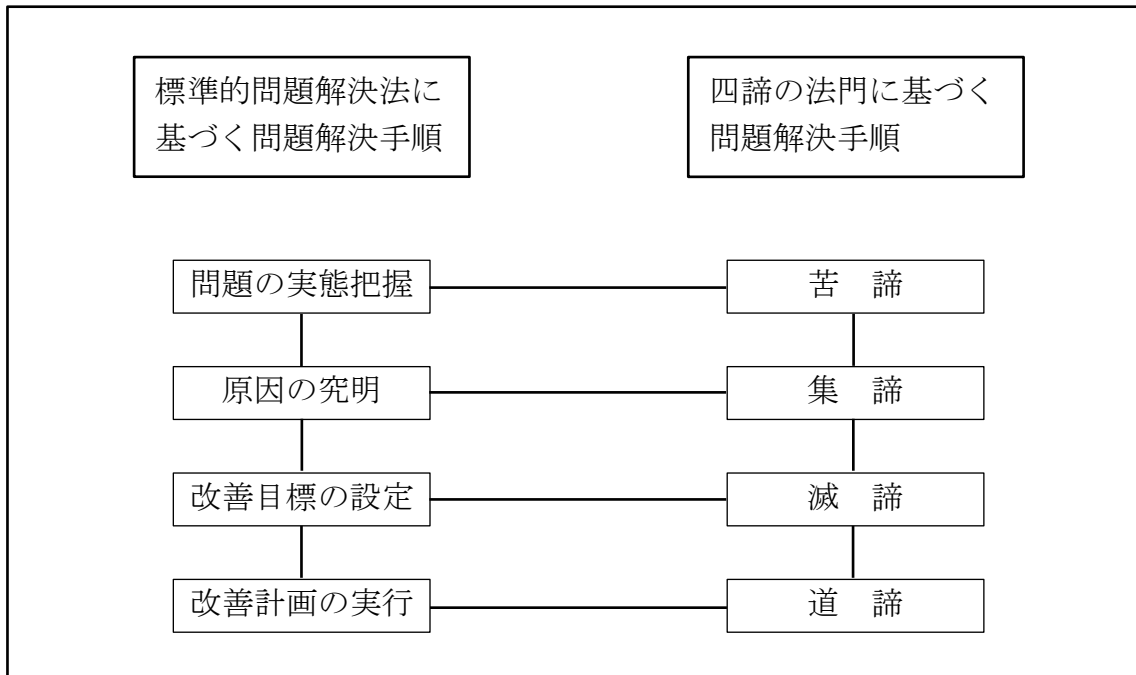 標準的問題解決法に
基づく問題解決手順
四諦の法門に基づく
問題解決手順
問題の実態把握
苦　諦
原因の究明
集　諦
改善目標の設定
滅　諦
改善計画の実行
道　諦